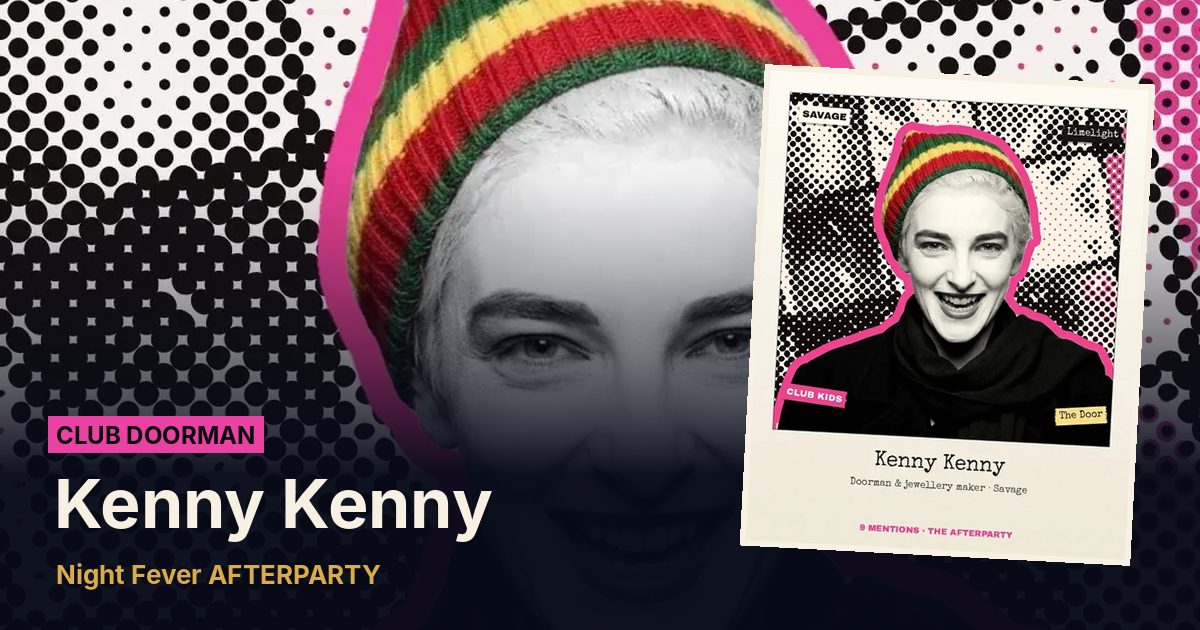 CLUB DOORMAN
Kenny Kenny
Night Fever AFTERPARTY
SAVAGE
Limelight
CLUB KIDS
The Door
Kenny Kenny
Doorman & jewellery maker · Savage
9 MENTIONS · THE AFTERPARTY